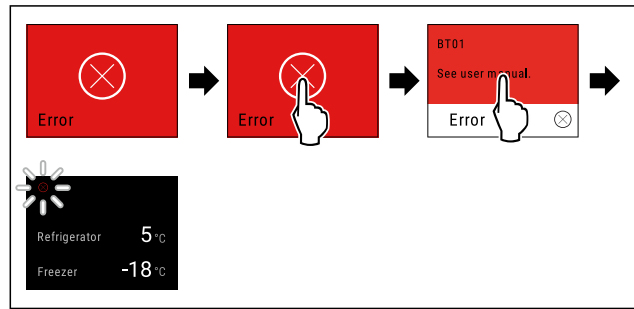 Error
Error
BT01
See user manual.
Error
Refrigerator 5 °C
Freezer -18 °C